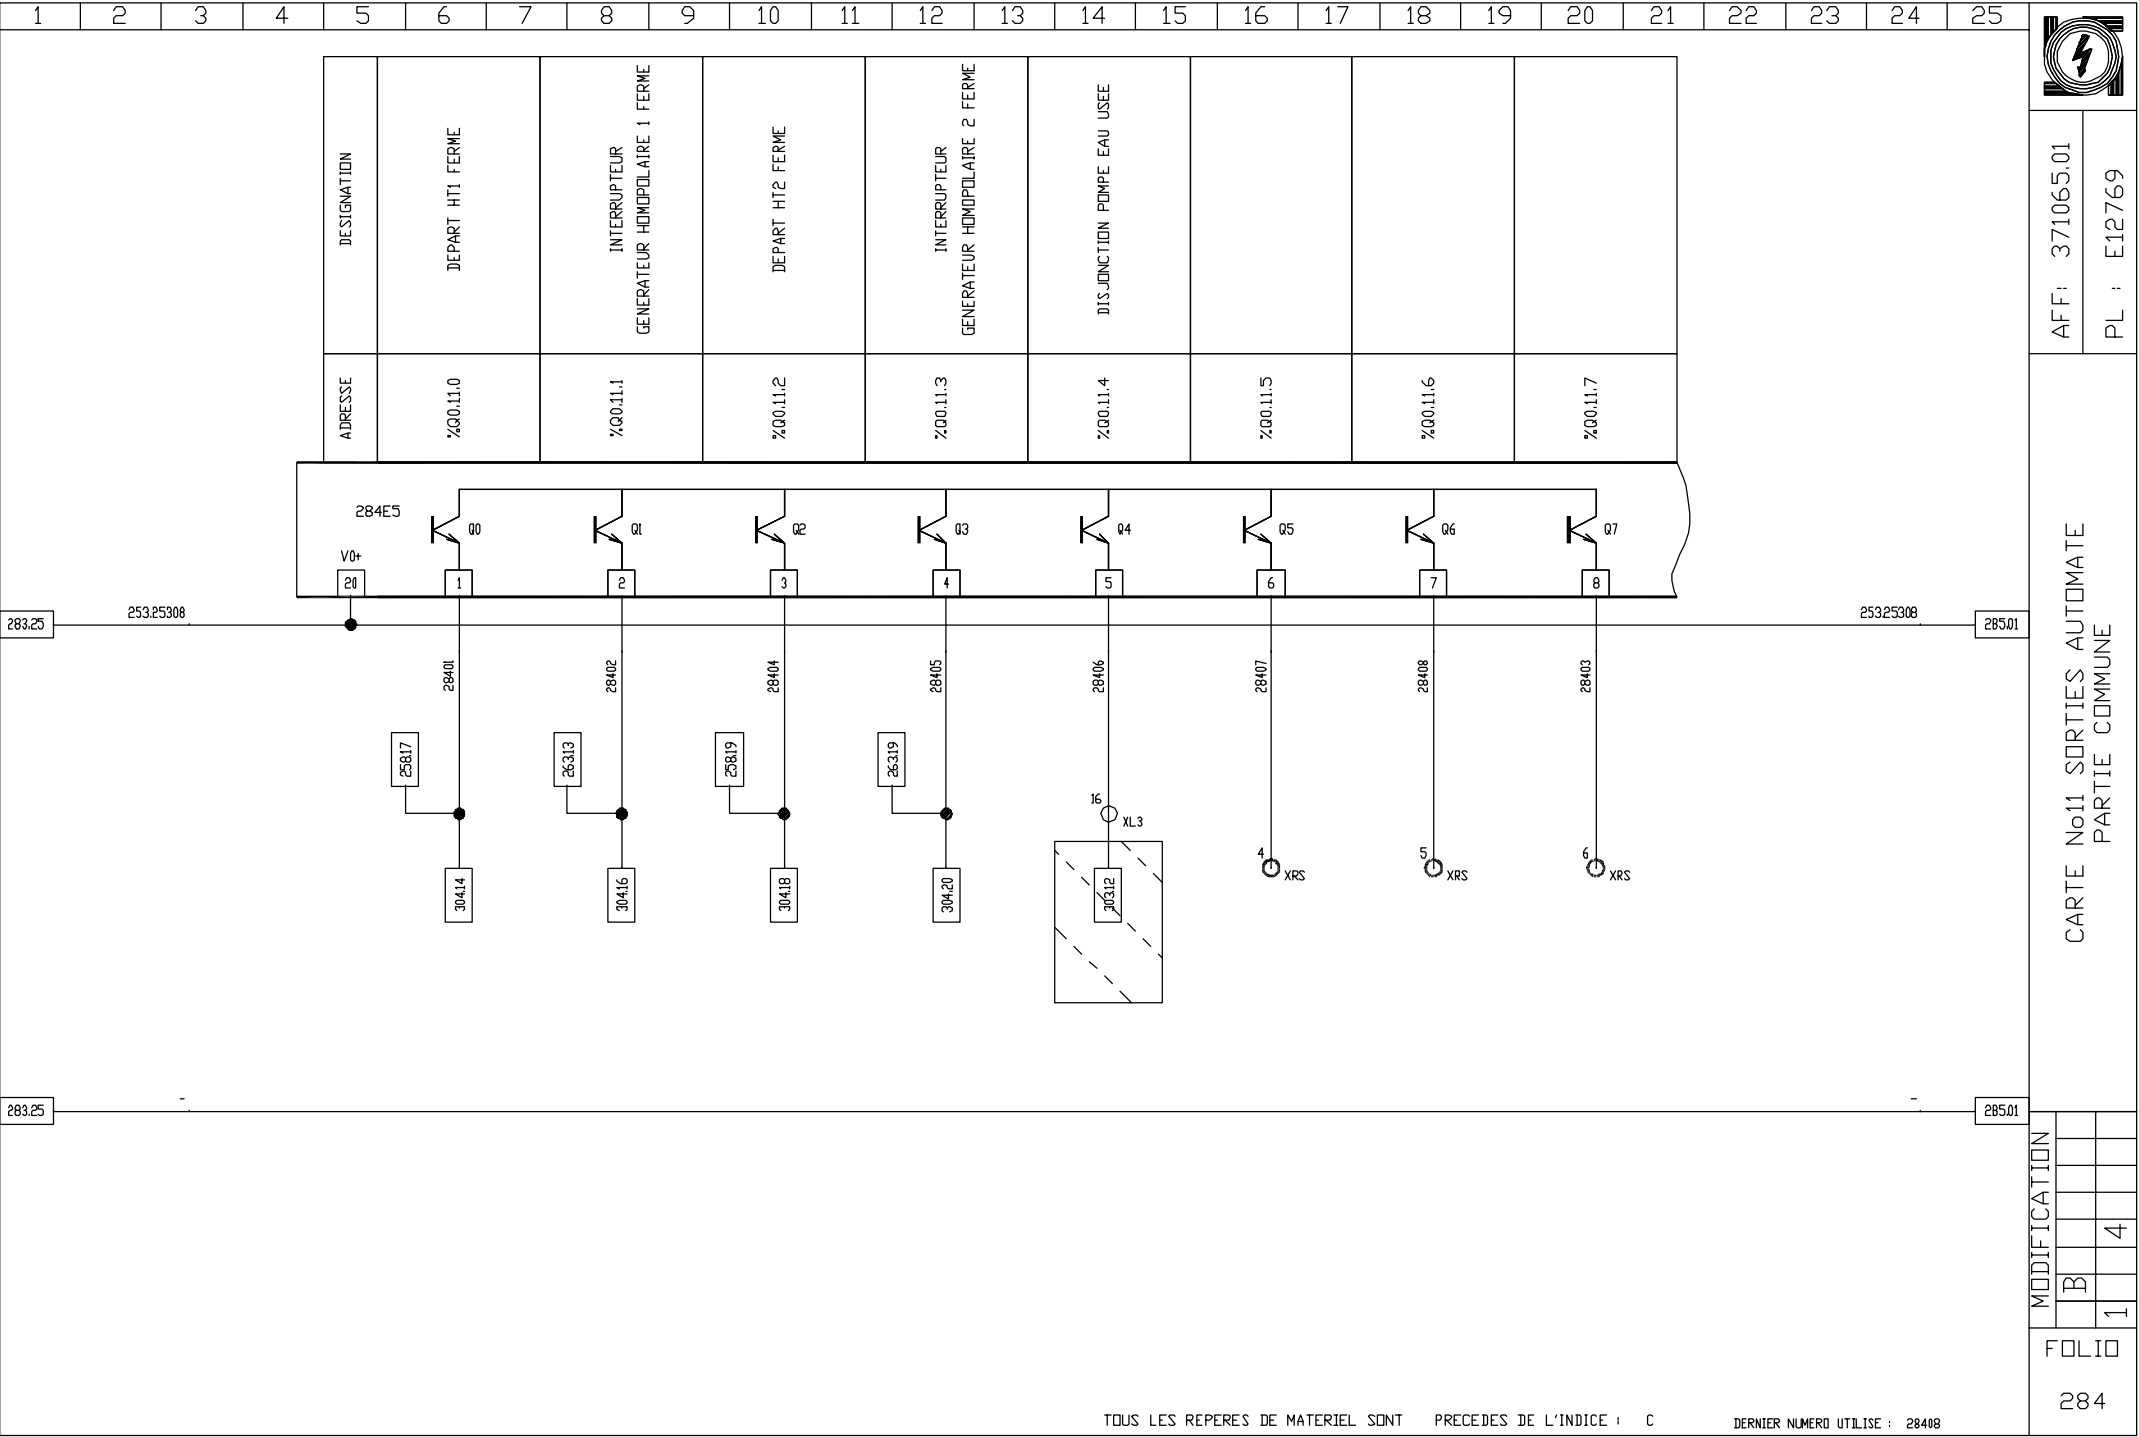 1 2 3 4 5 6 7 8 9 10 11 12 13 14 15 16 17 18 19 20 21 22 23 24 25
DESIGNATION
DEPART HT1 FERME
INTERRUPTEUR
GENERATEUR HOMOPOLAIRE 1 FERME
DEPART HT2 FERME
INTERRUPTEUR
GENERATEUR HOMOPOLAIRE 2 FERME
DISJONCTION POMPE EAU USEE
ADRESSE
%Q0.11.0
%Q0.11.1
%Q0.11.2
%Q0.11.3
%Q0.11.4
%Q0.11.5
%Q0.11.6
%Q0.11.7
284E5
Q0 Q1 Q2 Q3 Q4 Q5 Q6 Q7
V0+
20 1 2 3 4 5 6 7 8
283.25 253.25308 253.25308 285.01
28401
28402
28404
28405
28406
28407
28408
28403
258.17
263.13
258.19
263.19
16 XL3
4 XRS
5 XRS
6 XRS
304.14
304.16
304.18
304.20
303.12
283.25 - - 285.01
AFF: 371065.01
PL : E12769
CARTE No11 SORTIES AUTOMATE
PARTIE COMMUNE
MODIFICATION
B
1 4
FOLIO
284
TOUS LES REPERES DE MATERIEL SONT PRECEDES DE L'INDICE : C
DERNIER NUMERO UTILISE : 28408